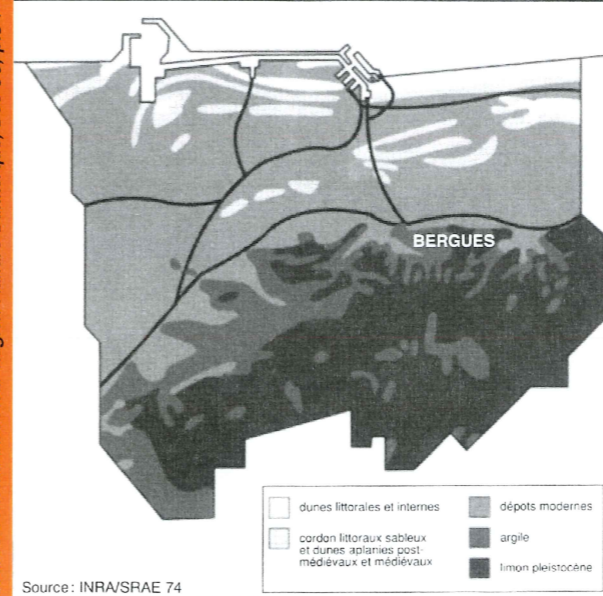 BERGUES
dunes littorales et internes
cordon littoraux sableux
et dunes aplanies post-
médiévaux et médiévaux
dépots modernes
argile
limon pleistocène
Source: INRA/SRAE 74